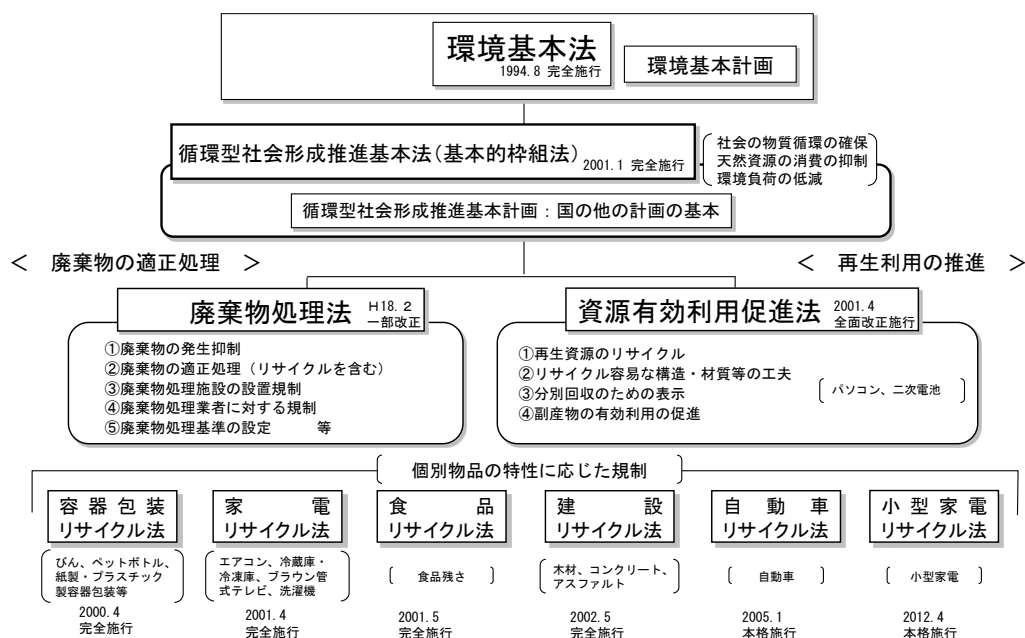 環境基本法
1994.8 完全施行
環境基本計画
循環型社会形成推進基本法(基本的枠組法)
2001.1 完全施行
社会の物質循環の確保
天然資源の消費の抑制
環境負荷の低減
循環型社会形成推進基本計画:国の他の計画の基本
< 廃棄物の適正処理 >
< 再生利用の推進 >
廃棄物処理法
H18.2
一部改正
①廃棄物の発生抑制
②廃棄物の適正処理(リサイクルを含む)
③廃棄物処理施設の設置規制
④廃棄物処理業者に対する規制
⑤廃棄物処理基準の設定 等
資源有効利用促進法
2001.4
全面改正施行
①再生資源のリサイクル
②リサイクル容易な構造・材質等の工夫
③分別回収のための表示
④副産物の有効利用の促進
パソコン、二次電池
個別物品の特性に応じた規制
容器包装
リサイクル法
びん、ペットボトル、
紙製・プラスチック
製容器包装等
2000.4
完全施行
家電
リサイクル法
エアコン、冷蔵庫・
冷凍庫、ブラウン管
式テレビ、洗濯機
2001.4
完全施行
食品
リサイクル法
食品残さ
2001.5
完全施行
建設
リサイクル法
木材、コンクリート、
アスファルト
2002.5
完全施行
自動車
リサイクル法
自動車
2005.1
本格施行
小型家電
リサイクル法
小型家電
2012.4
本格施行